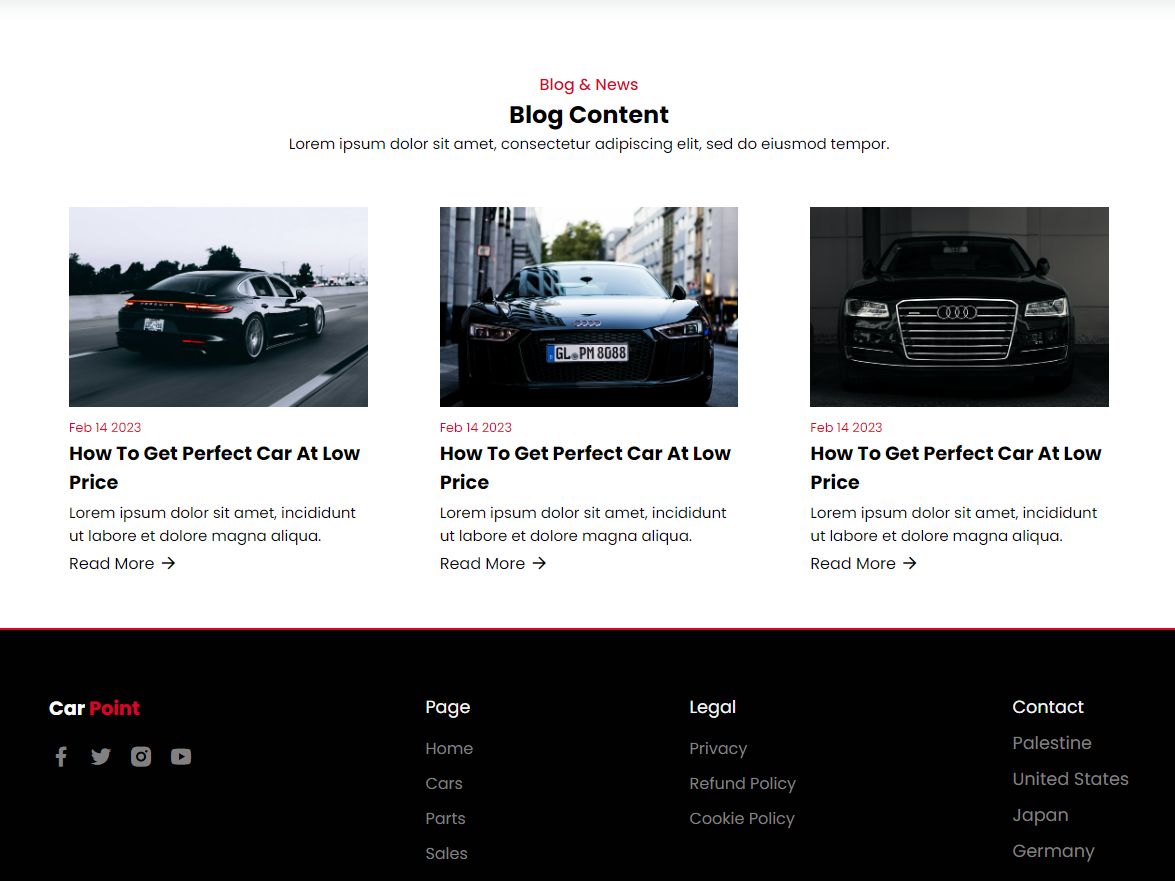 Blog & News
Blog Content
Lorem ipsum dolor sit amet, consectetur adipiscing elit, sed do eiusmod tempor.
GL PM 8088
Feb 14 2023
How To Get Perfect Car At Low
Price
Lorem ipsum dolor sit amet, incididunt
ut labore et dolore magna aliqua.
Read More →
Feb 14 2023
How To Get Perfect Car At Low
Price
Lorem ipsum dolor sit amet, incididunt
ut labore et dolore magna aliqua.
Read More →
Feb 14 2023
How To Get Perfect Car At Low
Price
Lorem ipsum dolor sit amet, incididunt
ut labore et dolore magna aliqua.
Read More →
Car Point
Page
Home
Cars
Parts
Sales
Legal
Privacy
Refund Policy
Cookie Policy
Contact
Palestine
United States
Japan
Germany